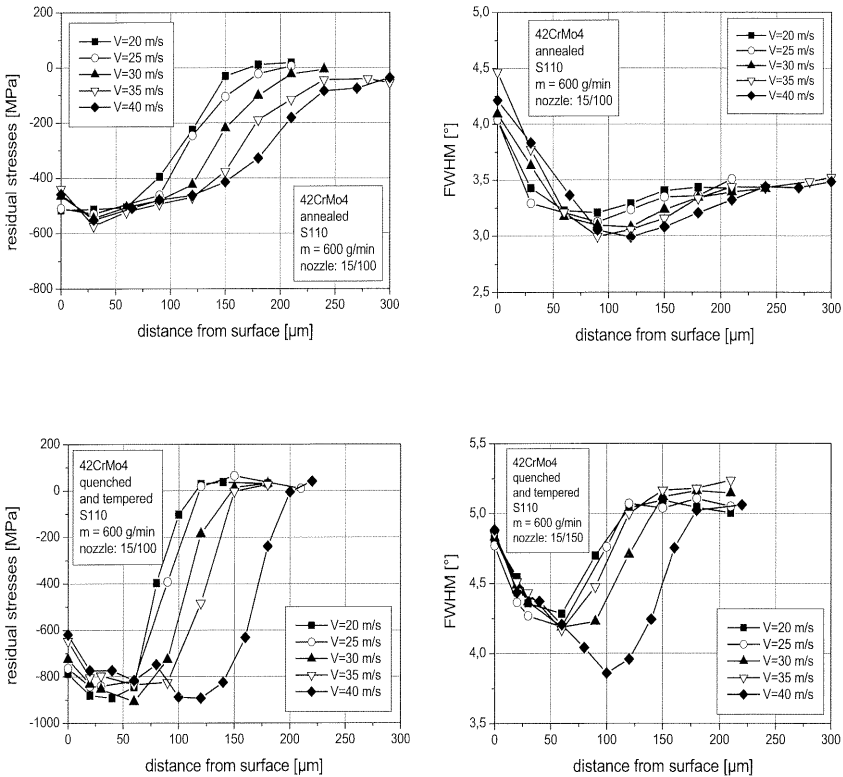 200
0
-200
-400
-600
-800
0
50
100
150
200
250
300
residual stresses [MPa]
distance from surface [µm]
V=20 m/s
V=25 m/s
V=30 m/s
V=35 m/s
V=40 m/s
42CrMo4
annealed
S110
m = 600 g/min
nozzle: 15/100
5,0
4,5
4,0
3,5
3,0
2,5
0
50
100
150
200
250
300
FWHM [°]
distance from surface [µm]
42CrMo4
annealed
S110
m = 600 g/min
nozzle: 15/100
V=20 m/s
V=25 m/s
V=30 m/s
V=35 m/s
V=40 m/s
200
0
-200
-400
-600
-800
-1000
0
50
100
150
200
250
300
residual stresses [MPa]
distance from surface [µm]
42CrMo4
quenched
and tempered
S110
m = 600 g/min
nozzle: 15/100
V=20 m/s
V=25 m/s
V=30 m/s
V=35 m/s
V=40 m/s
5,5
5,0
4,5
4,0
3,5
0
50
100
150
200
250
300
FWHM [°]
distance from surface [µm]
42CrMo4
quenched
and tempered
S110
m = 600 g/min
nozzle: 15/150
V=20 m/s
V=25 m/s
V=30 m/s
V=35 m/s
V=40 m/s